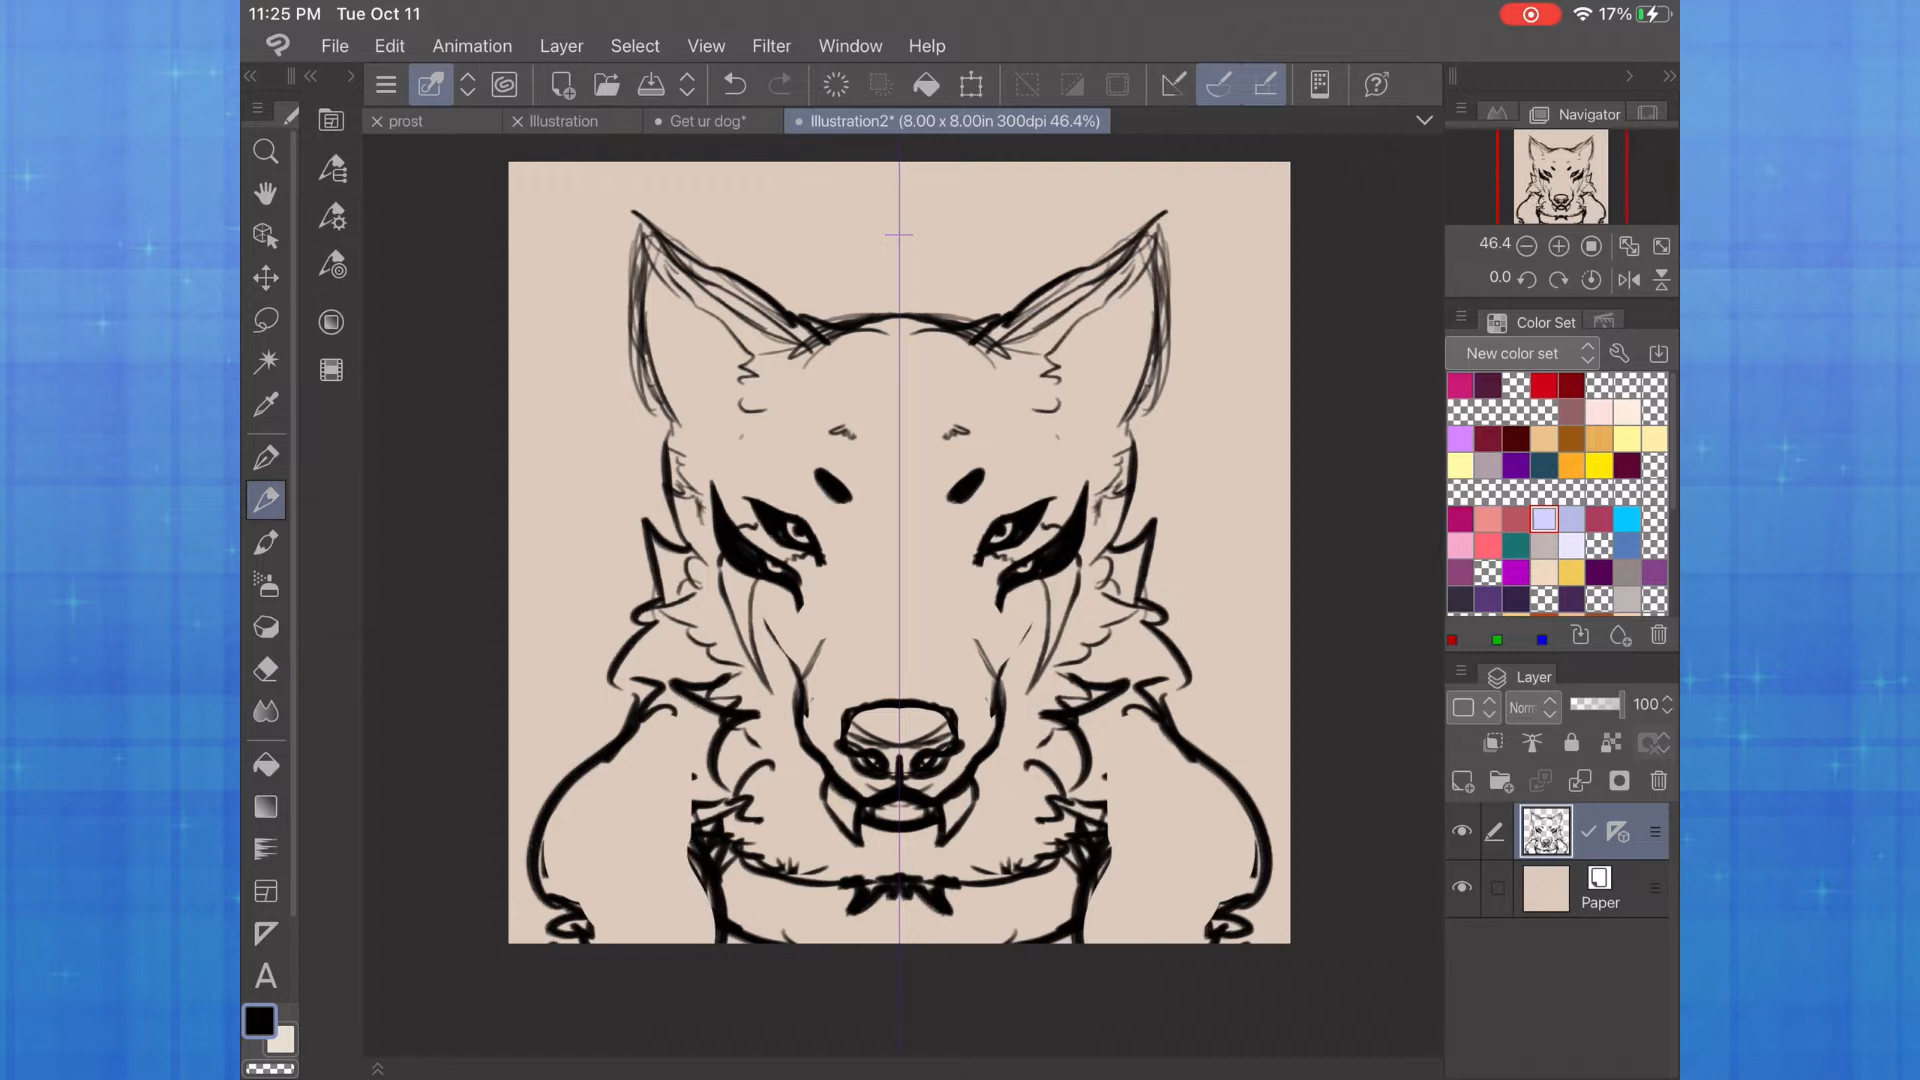 11:25 PM Tue Oct 11
17%
File Edit Animation Layer Select View Filter Window Help
prost
Illustration
Get ur dog*
Illustration2* (8.00 x 8.00in 300dpi 46.4%)
Navigator
46.4
0.0
Color Set
New color set
Layer
Norm
100
Paper
A